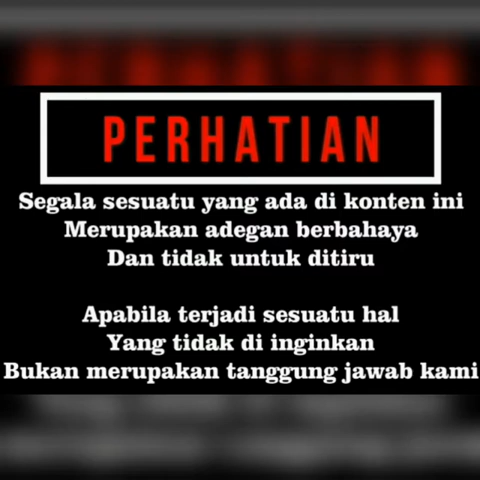 PERHATIAN
Segala sesuatu yang ada di konten ini
Merupakan adegan berbahaya
Dan tidak untuk ditiru
Apabila terjadi sesuatu hal
Yang tidak di inginkan
Bukan merupakan tanggung jawab kami